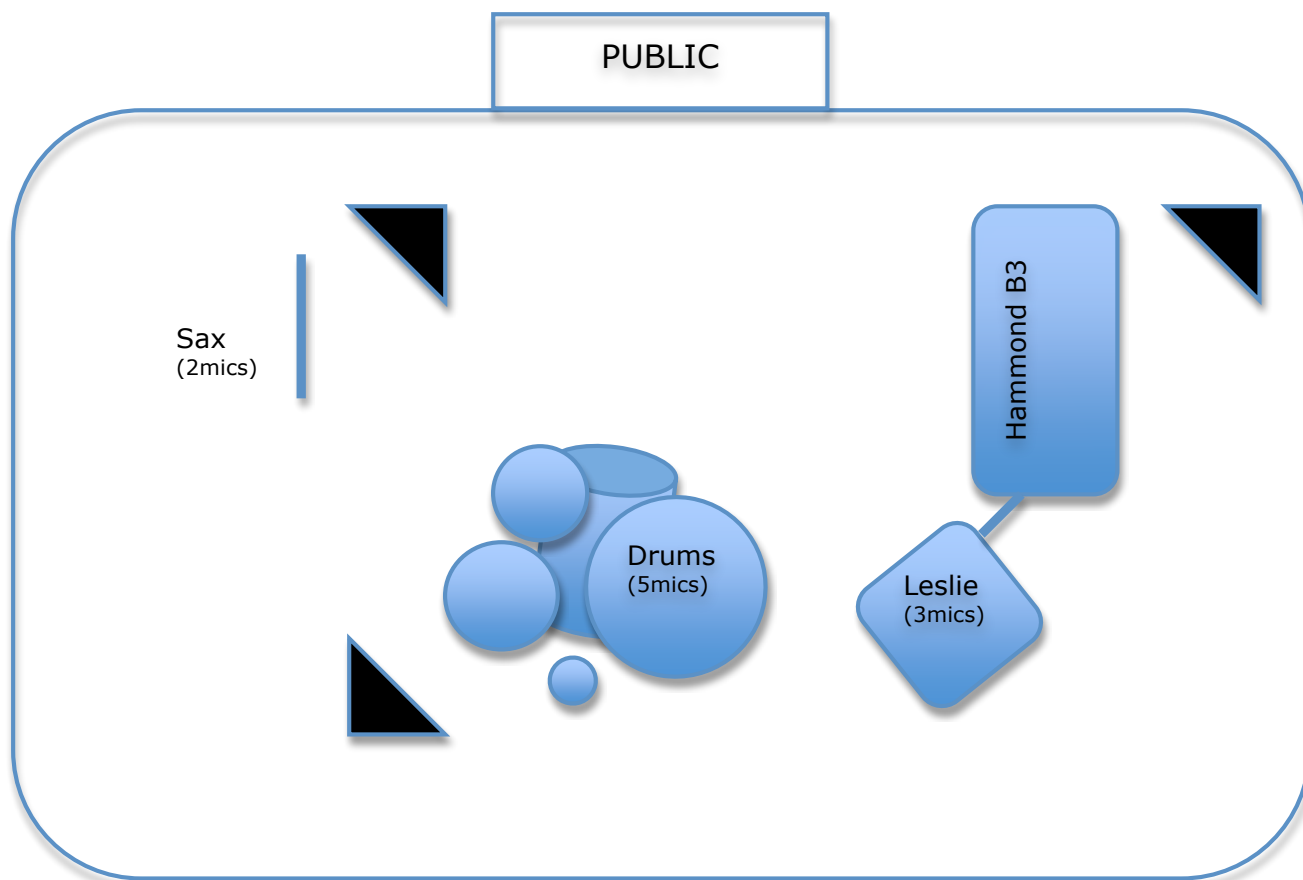 PUBLIC
Sax
(2mics)
Hammond B3
Drums
(5mics)
Leslie
(3mics)